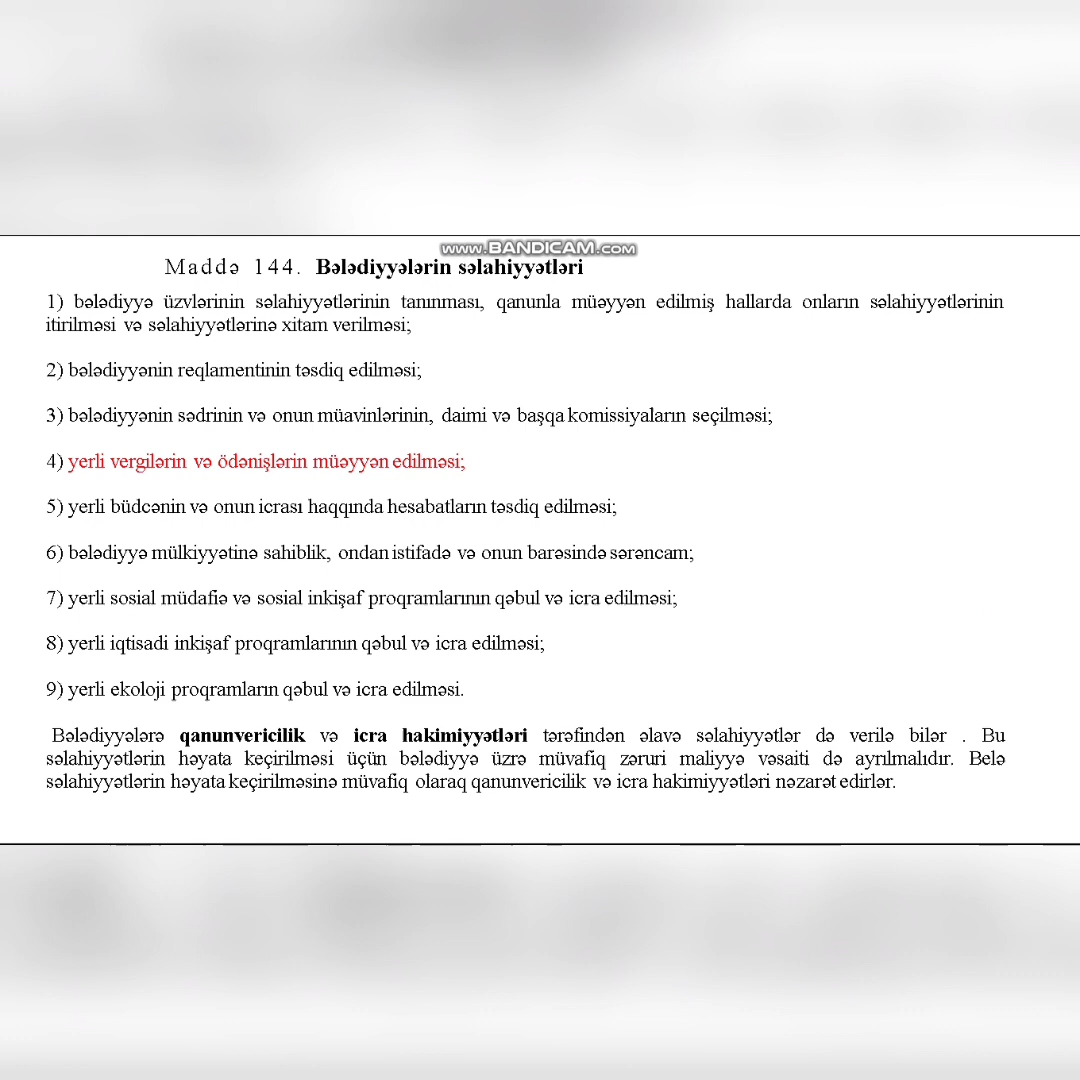 www.BANDICAM.com
Maddə 144. Bələdiyyələrin səlahiyyətləri
1) bələdiyyə üzvlərinin səlahiyyətlərinin tanınması, qanunla müəyyən edilmiş hallarda onların səlahiyyətlərinin
itirilməsi və səlahiyyətlərinə xitam verilməsi;
2) bələdiyyənin reqlamentinin təsdiq edilməsi;
3) bələdiyyənin sədrinin və onun müavinlərinin, daimi və başqa komissiyaların seçilməsi;
4) yerli vergilərin və ödənişlərin müəyyən edilməsi;
5) yerli büdcənin və onun icrası haqqında hesabatların təsdiq edilməsi;
6) bələdiyyə mülkiyyətinə sahiblik, ondan istifadə və onun barəsində sərəncam;
7) yerli sosial müdafiə və sosial inkişaf proqramlarının qəbul və icra edilməsi;
8) yerli iqtisadi inkişaf proqramlarının qəbul və icra edilməsi;
9) yerli ekoloji proqramların qəbul və icra edilməsi.
Bələdiyyələrə qanunvericilik və icra hakimiyyətləri tərəfindən əlavə səlahiyyətlər də verilə bilər . Bu
səlahiyyətlərin həyata keçirilməsi üçün bələdiyyə üzrə müvafiq zəruri maliyyə vəsaiti də ayrılmalıdır. Belə
səlahiyyətlərin həyata keçirilməsinə müvafiq olaraq qanunvericilik və icra hakimiyyətləri nəzarət edirlər.